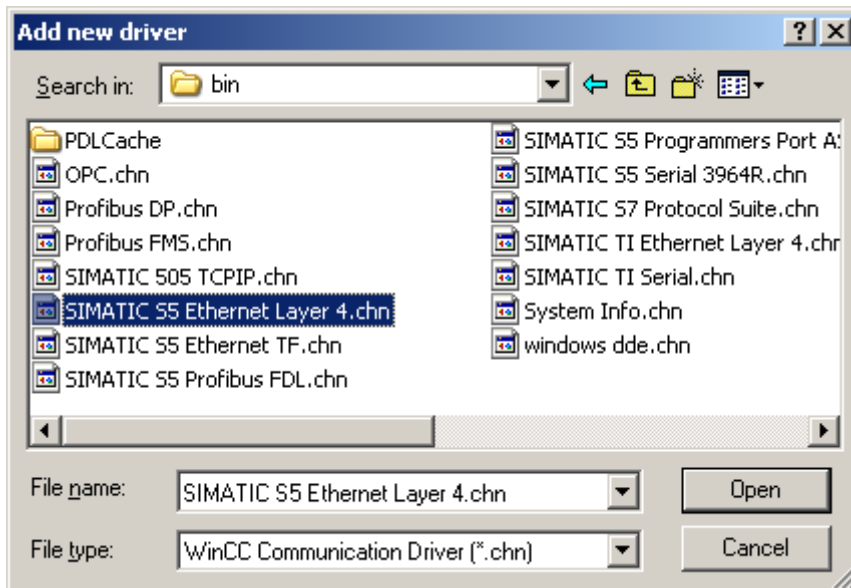 Add new driver
Search in:
bin
PDLCache
OPC.chn
Profibus DP.chn
Profibus FMS.chn
SIMATIC 505 TCPIP.chn
SIMATIC S5 Ethernet Layer 4.chn
SIMATIC S5 Ethernet TF.chn
SIMATIC S5 Profibus FDL.chn
SIMATIC S5 Programmers Port
SIMATIC S5 Serial 3964R.chn
SIMATIC S7 Protocol Suite.chn
SIMATIC TI Ethernet Layer 4.chn
SIMATIC TI Serial.chn
System Info.chn
windows dde.chn
File name:
SIMATIC S5 Ethernet Layer 4.chn
Open
File type:
WinCC Communication Driver (*.chn)
Cancel